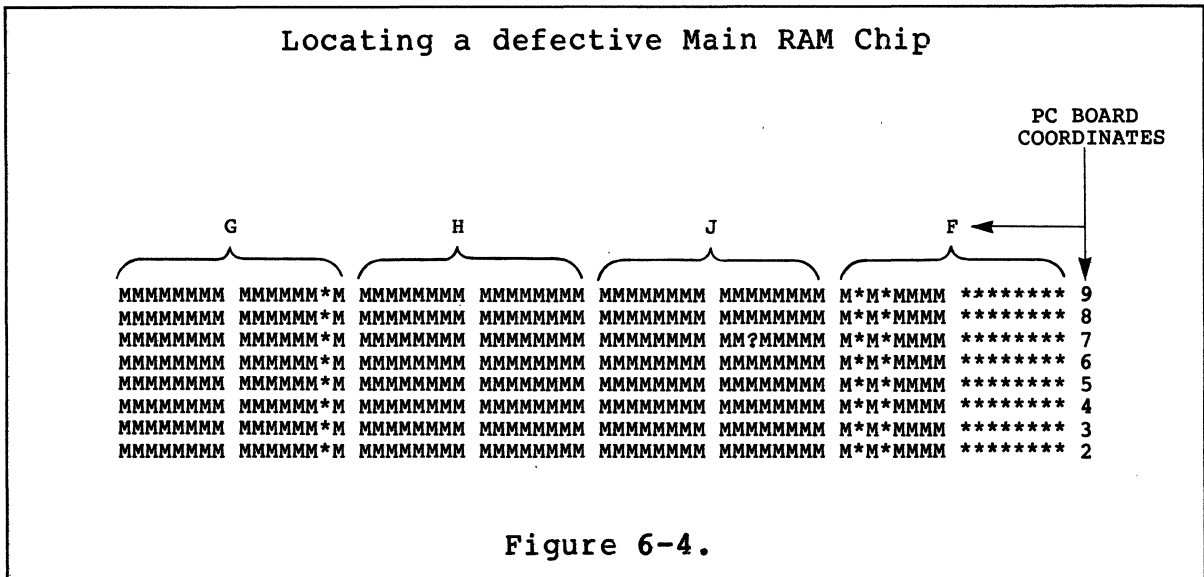 Locating a defective Main RAM Chip
PC BOARD
COORDINATES
G H J F
MMMMMMMM MMMMMM*M MMMMMMMM MMMMMMMM MMMMMMMM MMMMMMMM M*M*MMMM ******** 9
MMMMMMMM MMMMMM*M MMMMMMMM MMMMMMMM MMMMMMMM MMMMMMMM M*M*MMMM ******** 8
MMMMMMMM MMMMMM*M MMMMMMMM MMMMMMMM MMMMMMMM MM?MMMMM M*M*MMMM ******** 7
MMMMMMMM MMMMMM*M MMMMMMMM MMMMMMMM MMMMMMMM MMMMMMMM M*M*MMMM ******** 6
MMMMMMMM MMMMMM*M MMMMMMMM MMMMMMMM MMMMMMMM MMMMMMMM M*M*MMMM ******** 5
MMMMMMMM MMMMMM*M MMMMMMMM MMMMMMMM MMMMMMMM MMMMMMMM M*M*MMMM ******** 4
MMMMMMMM MMMMMM*M MMMMMMMM MMMMMMMM MMMMMMMM MMMMMMMM M*M*MMMM ******** 3
MMMMMMMM MMMMMM*M MMMMMMMM MMMMMMMM MMMMMMMM MMMMMMMM M*M*MMMM ******** 2
Figure 6-4.